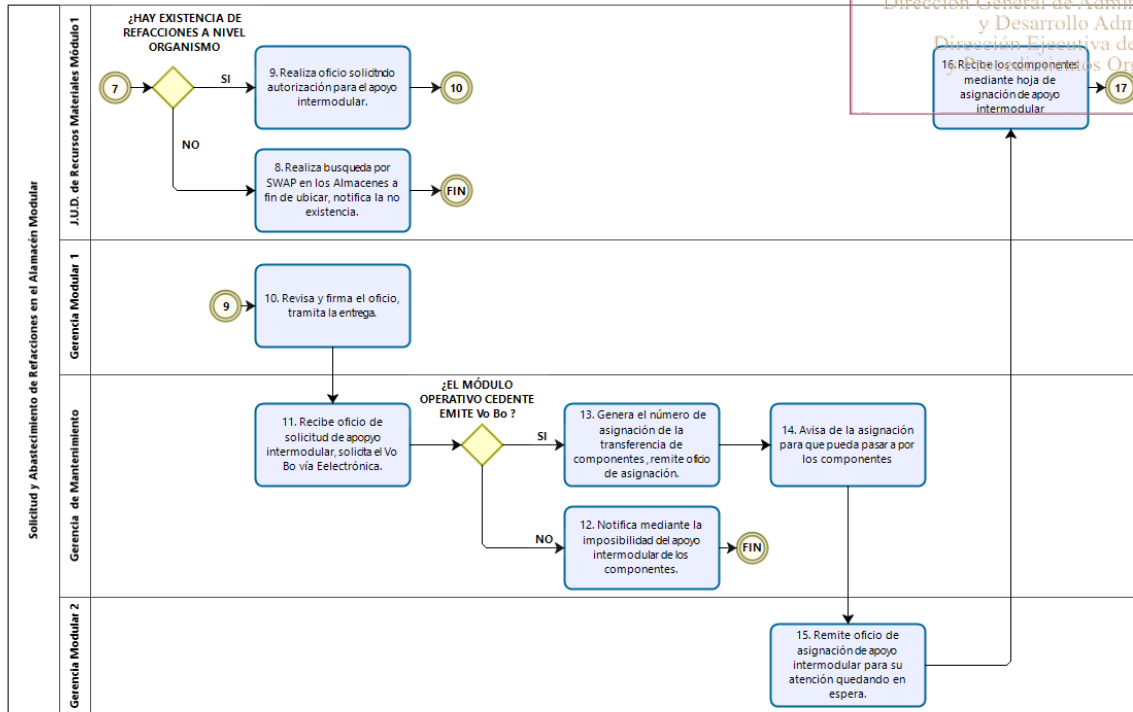 Solicitud y Abastecimiento de Refacciones en el Alamacén Modular
J.U.D. de Recursos Materiales Módulo1
¿HAY EXISTENCIA DE
REFACCIONES A NIVEL
ORGANISMO
7
SI
9. Realiza oficio solicitndo
autorización para el apoyo
intermodular.
10
NO
8. Realiza busqueda por
SWAP en los Almacenes a
fin de ubicar, notifica la no
existencia.
FIN
Dirección General de Admin
y Desarrollo Adm
Dirección Ejecutiva de
os Org
16. Recibe los componentes
mediante hoja de
asignación de apoyo
intermodular
17
Gerencia Modular 1
9
10. Revisa y firma el oficio,
tramita la entrega.
Gerencia de Mantenimiento
11. Recibe oficio de
solicitud de apopyo
intermodular, solicita el Vo
Bo vía Eelectrónica.
¿EL MÓDULO
OPERATIVO CEDENTE
EMITE Vo Bo ?
SI
13. Genera el número de
asignación de la
transferencia de
componentes, remite oficio
de asignación.
14. Avisa de la asignación
para que pueda pasar a por
los componentes
NO
12. Notifica mediante la
imposibilidad del apoyo
intermodular de los
componentes.
FIN
Gerencia Modular 2
15. Remite oficio de
asignación de apoyo
intermodular para su
atención quedando en
espera.